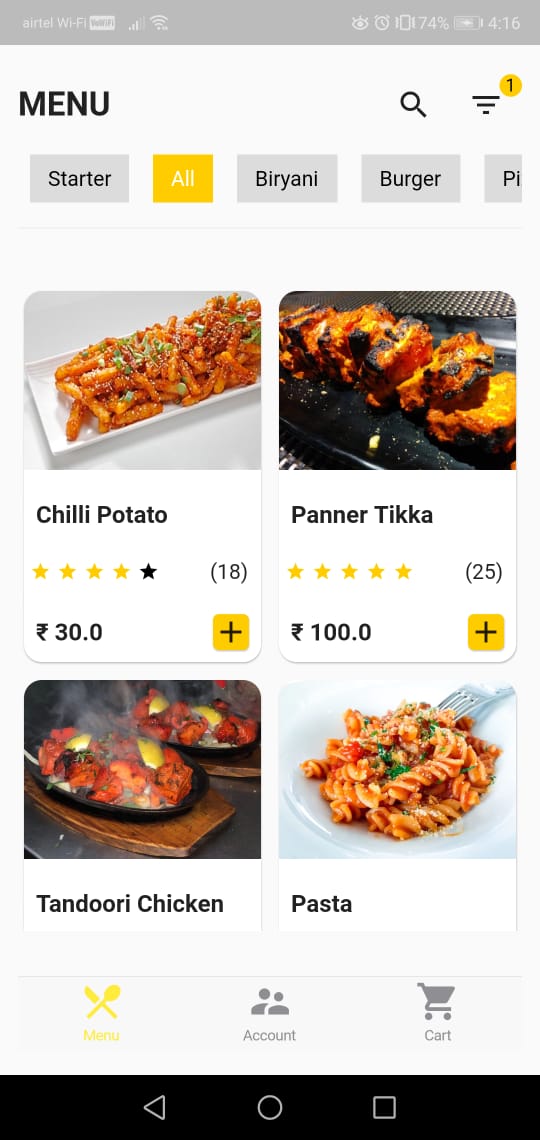 airtel Wi-Fi VoWiFi 74% 4:16
MENU
1
Starter All Biryani Burger Pi
Chilli Potato
(18)
₹ 30.0
Panner Tikka
(25)
₹ 100.0
Tandoori Chicken
Pasta
Menu Account Cart